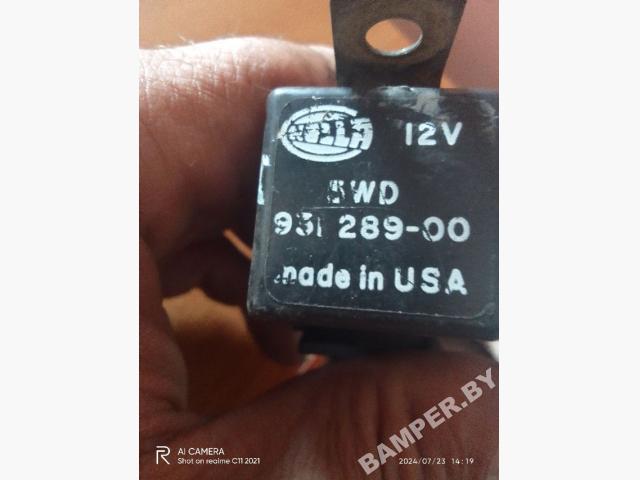 HELLA 12V
5WD
931 289-00
made in USA
BAMPER.BY
AI CAMERA
Shot on realme C11 2021
2024/07/23 14:19